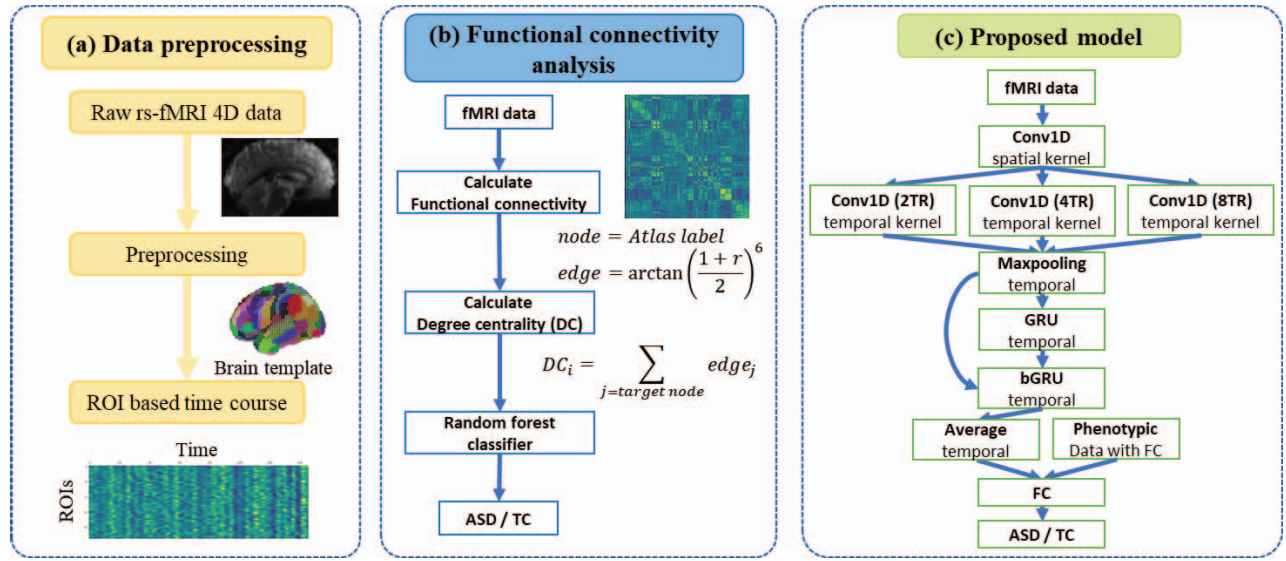 (a) Data preprocessing
Raw rs-fMRI 4D data
Preprocessing
Brain template
ROI based time course
Time
ROIs
(b) Functional connectivity
analysis
fMRI data
Calculate
Functional connectivity
node = Atlas label
edge = arctan((1 + r)/2)^6
Calculate
Degree centrality (DC)
DC_i = ∑_{j=target node} edge_j
Random forest
classifier
ASD / TC
(c) Proposed model
fMRI data
Conv1D
spatial kernel
Conv1D (2TR)
temporal kernel
Conv1D (4TR)
temporal kernel
Conv1D (8TR)
temporal kernel
Maxpooling
temporal
GRU
temporal
bGRU
temporal
Average
temporal
Phenotypic
Data with FC
FC
ASD / TC